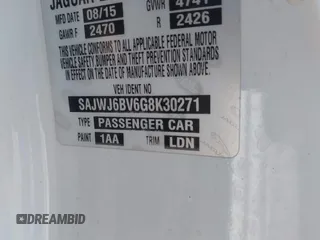 JAGUAR
MFD DATE 08/15 GVWR 4741
GAWR F 2470 R 2426
THIS VEHICLE CONFORMS TO ALL APPLICABLE FEDERAL MOTOR
VEHICLE SAFETY, BUMPER, AND THEFT PREVENTION
STANDARDS IN EFFECT ON THE
DATE OF MANUFACTURE SHOWN ABOVE.
VEH IDENT NO
SAJWJ6BV6G8K30271
TYPE PASSENGER CAR
PAINT 1AA TRIM LDN
DREAMBID